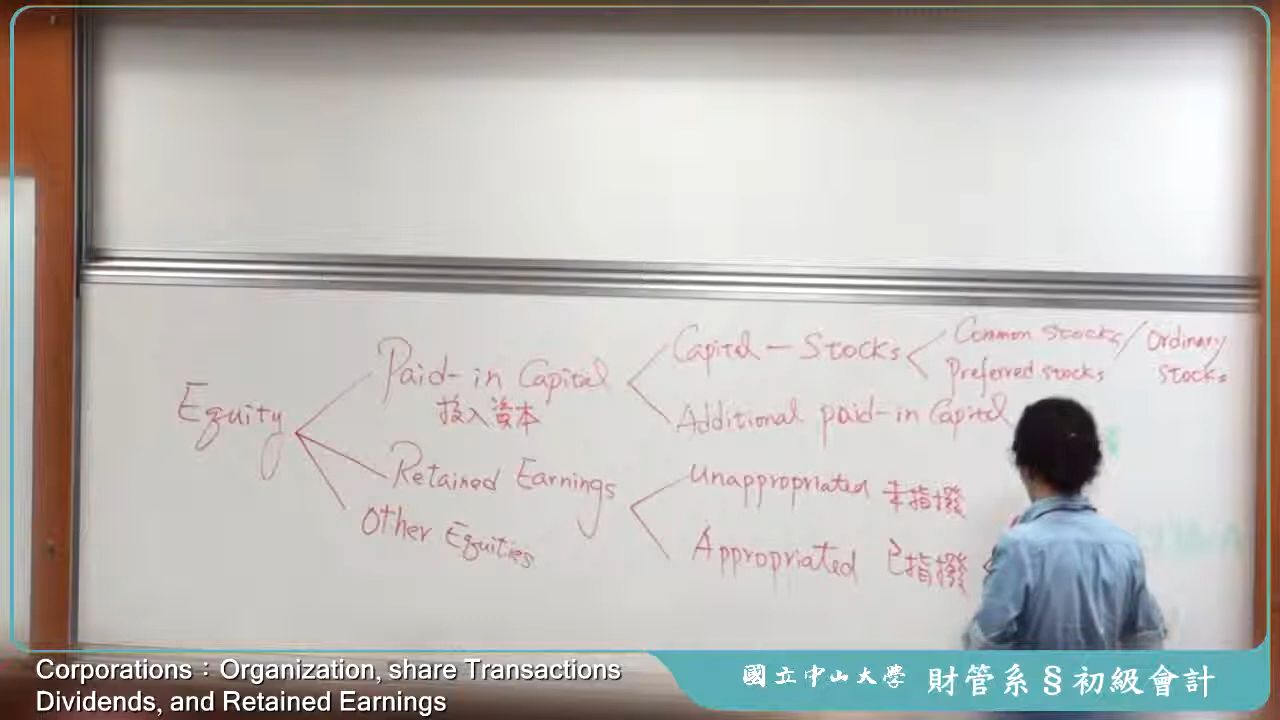 Equity
Paid-in Capital
投入資本
Retained Earnings
Other Equities
Capital - Stocks
Common stocks / Ordinary stocks
Preferred stocks
Additional paid-in Capital
Unappropriated 未指撥
Appropriated 已指撥
Corporations：Organization, share Transactions
Dividends, and Retained Earnings
國立中山大學 財管系§初級會計